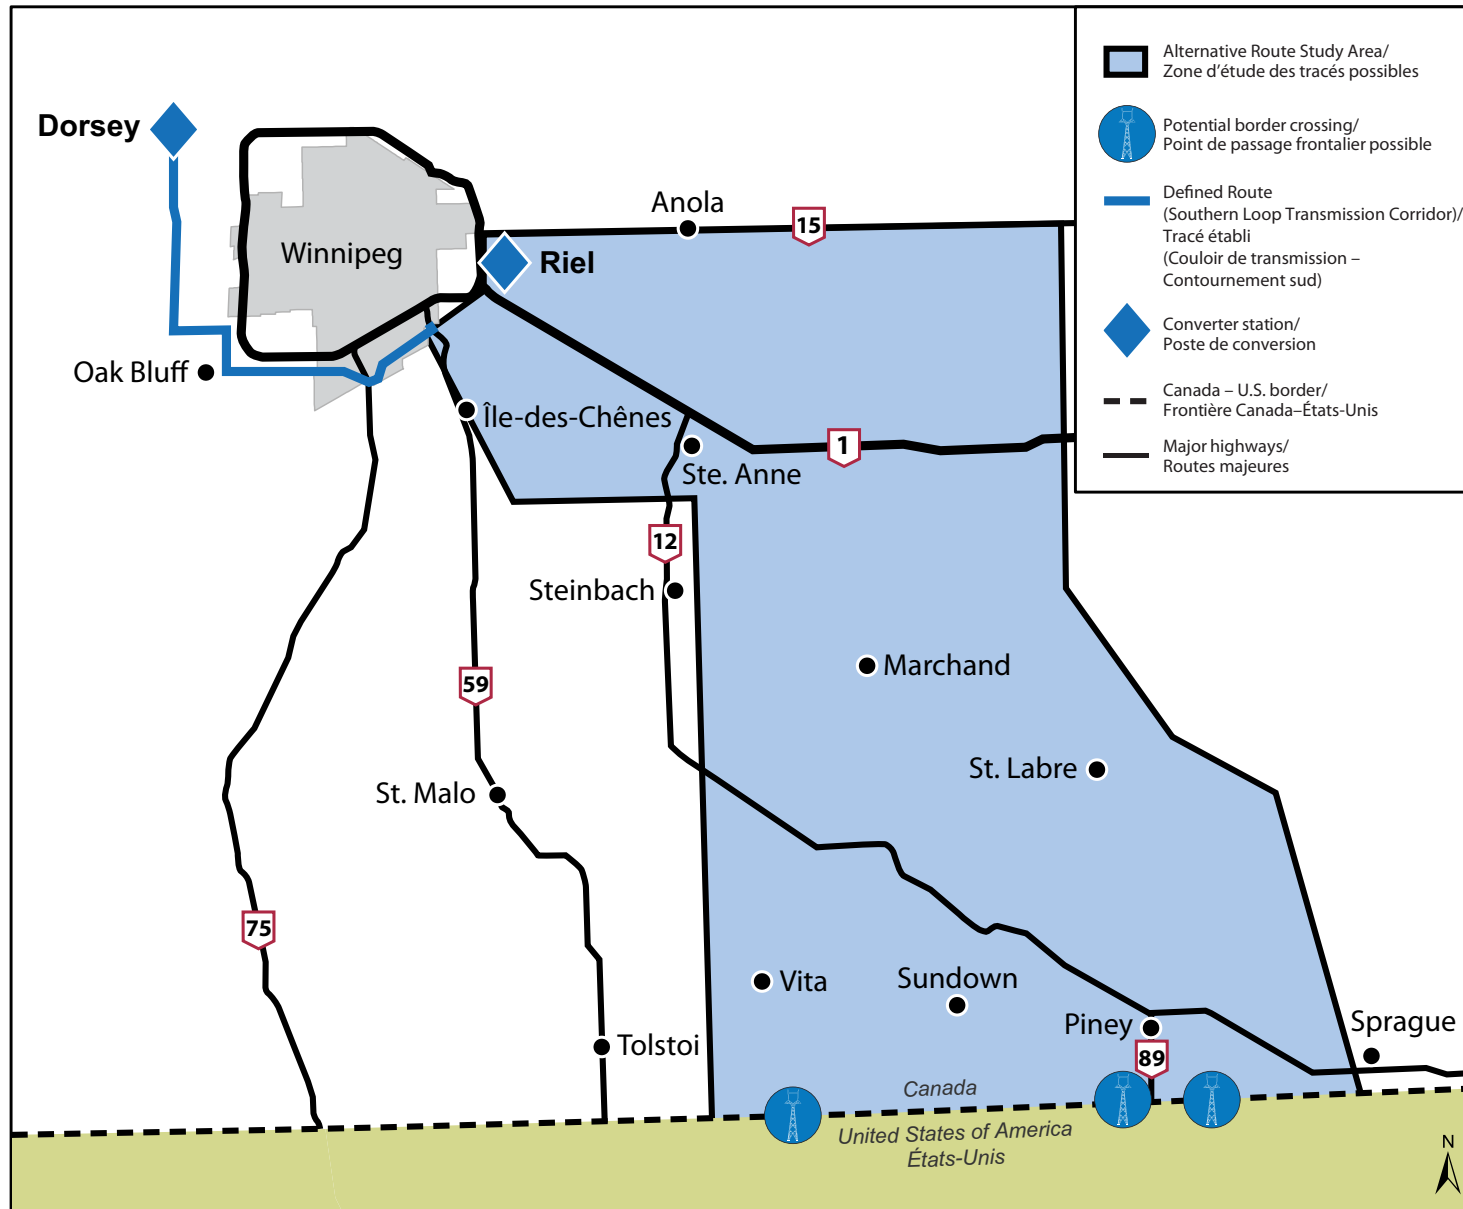 Alternative Route Study Area/
Zone d'étude des tracés possibles
Potential border crossing/
Point de passage frontalier possible
Defined Route
(Southern Loop Transmission Corridor)/
Tracé établi
(Couloir de transmission –
Contournement sud)
Converter station/
Poste de conversion
Canada – U.S. border/
Frontière Canada–États-Unis
Major highways/
Routes majeures
Dorsey
Anola
15
Winnipeg
Riel
Oak Bluff
Île-des-Chênes
1
Ste. Anne
12
Steinbach
Marchand
59
St. Labre
St. Malo
75
Vita
Sundown
Piney
Sprague
Tolstoi
89
Canada
United States of America
États-Unis
N